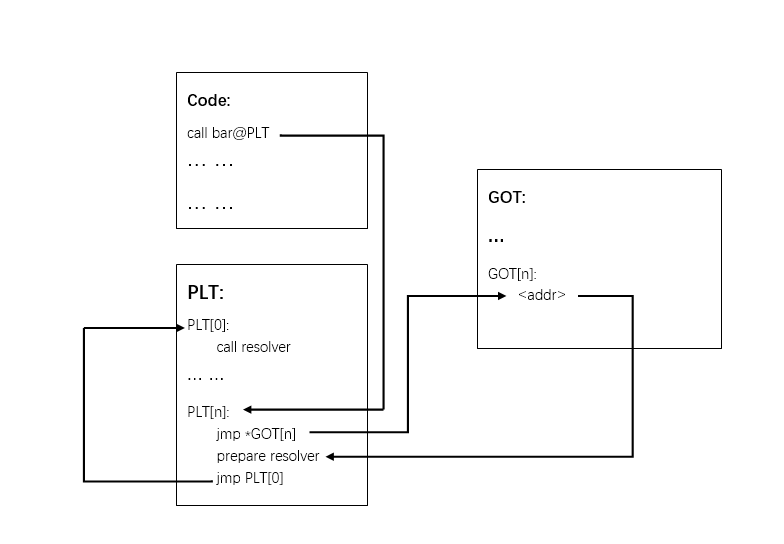 Code:
call bar@PLT
... ...
... ...
GOT:
...
GOT[n]:
<addr>
PLT:
PLT[0]:
call resolver
... ...
PLT[n]:
jmp *GOT[n]
prepare resolver
jmp PLT[0]